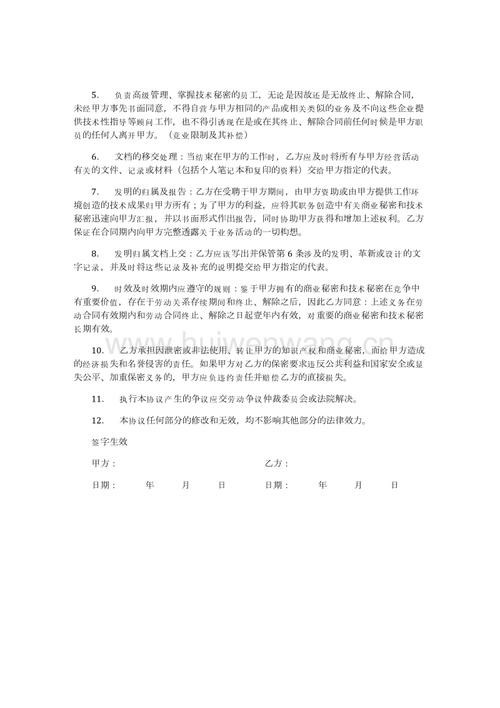 5. 负责高级管理、掌握技术秘密的员工，无论是因故还是无故终止、解除合同，
未经甲方事先书面同意，不得自营与甲方相同的产品或相关类似的业务及不向这些企业提
供技术性指导等顾问工作，也不得引诱现在是或在其终止、解除合同前任何时候是甲方职
员的任何人离开甲方。（竞业限制及其补偿）
6. 文档的移交处理：当结束在甲方的工作时，乙方应及时将所有与甲方经营活动
有关的文件、记录或材料（包括个人笔记本和复印的资料）交给甲方指定的代表。
7. 发明的归属及报告：乙方在受聘于甲方期间，由甲方资助或由甲方提供工作环
境创造的技术成果归甲方所有；为了甲方的利益，应将其职务创造中有关商业秘密和技术
秘密迅速向甲方汇报，并以书面形式作出报告，同时协助甲方获得和增加上述权利。乙方
保证在合同期内向甲方完整透露关于业务活动的一切构想。
8. 发明归属文档上交：乙方应该写出并保管第 6 条涉及的发明、革新或设计的文
字记录，并及时将这些记录及补充的说明提交给甲方指定的代表。
9. 时效及时效期内应遵守的规则：鉴于甲方拥有的商业秘密和技术秘密在竞争中
有重要价值，存在于劳动关系存续期间和终止、解除之后，因此乙方同意：上述义务在劳
动合同有效期内和劳动合同终止、解除之日起壹年内有效，对重要的商业秘密和技术秘密
长期有效。
www.huiwenwang.cn
10. 乙方承担因泄密或非法使用、转让甲方的知识产权和商业秘密，而给甲方造成
的经济损失和名誉侵害的责任。如果甲方对乙方的保密要求违反公共利益和国家安全或显
失公平、加重保密义务的，甲方应负违约责任并赔偿乙方的直接损失。
11. 执行本协议产生的争议应交劳动争议仲裁委员会或法院解决。
12. 本协议任何部分的修改和无效，均不影响其他部分的法律效力。
签字生效
甲方： 乙方：
日期： 年 月 日 日期： 年 月 日